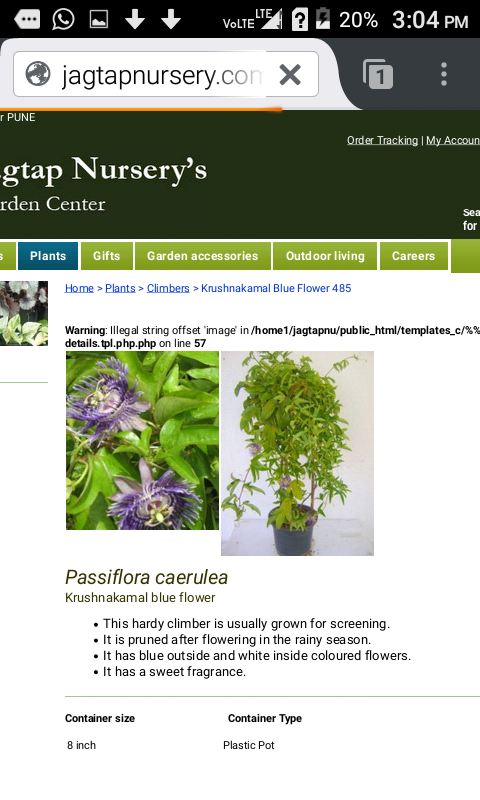 VoLTE LTE 20% 3:04 PM
jagtapnursery.com
1
r PUNE
Order Tracking | My Accoun
agtap Nursery's
rden Center
Sea
for
s Plants Gifts Garden accessories Outdoor living Careers
Home > Plants > Climbers > Krushnakamal Blue Flower 485
Warning: Illegal string offset 'image' in /home1/jagtapnu/public_html/templates_c/%%
details.tpl.php.php on line 57
Passiflora caerulea
Krushnakamal blue flower
• This hardy climber is usually grown for screening.
• It is pruned after flowering in the rainy season.
• It has blue outside and white inside coloured flowers.
• It has a sweet fragrance.
Container size Container Type
8 inch Plastic Pot